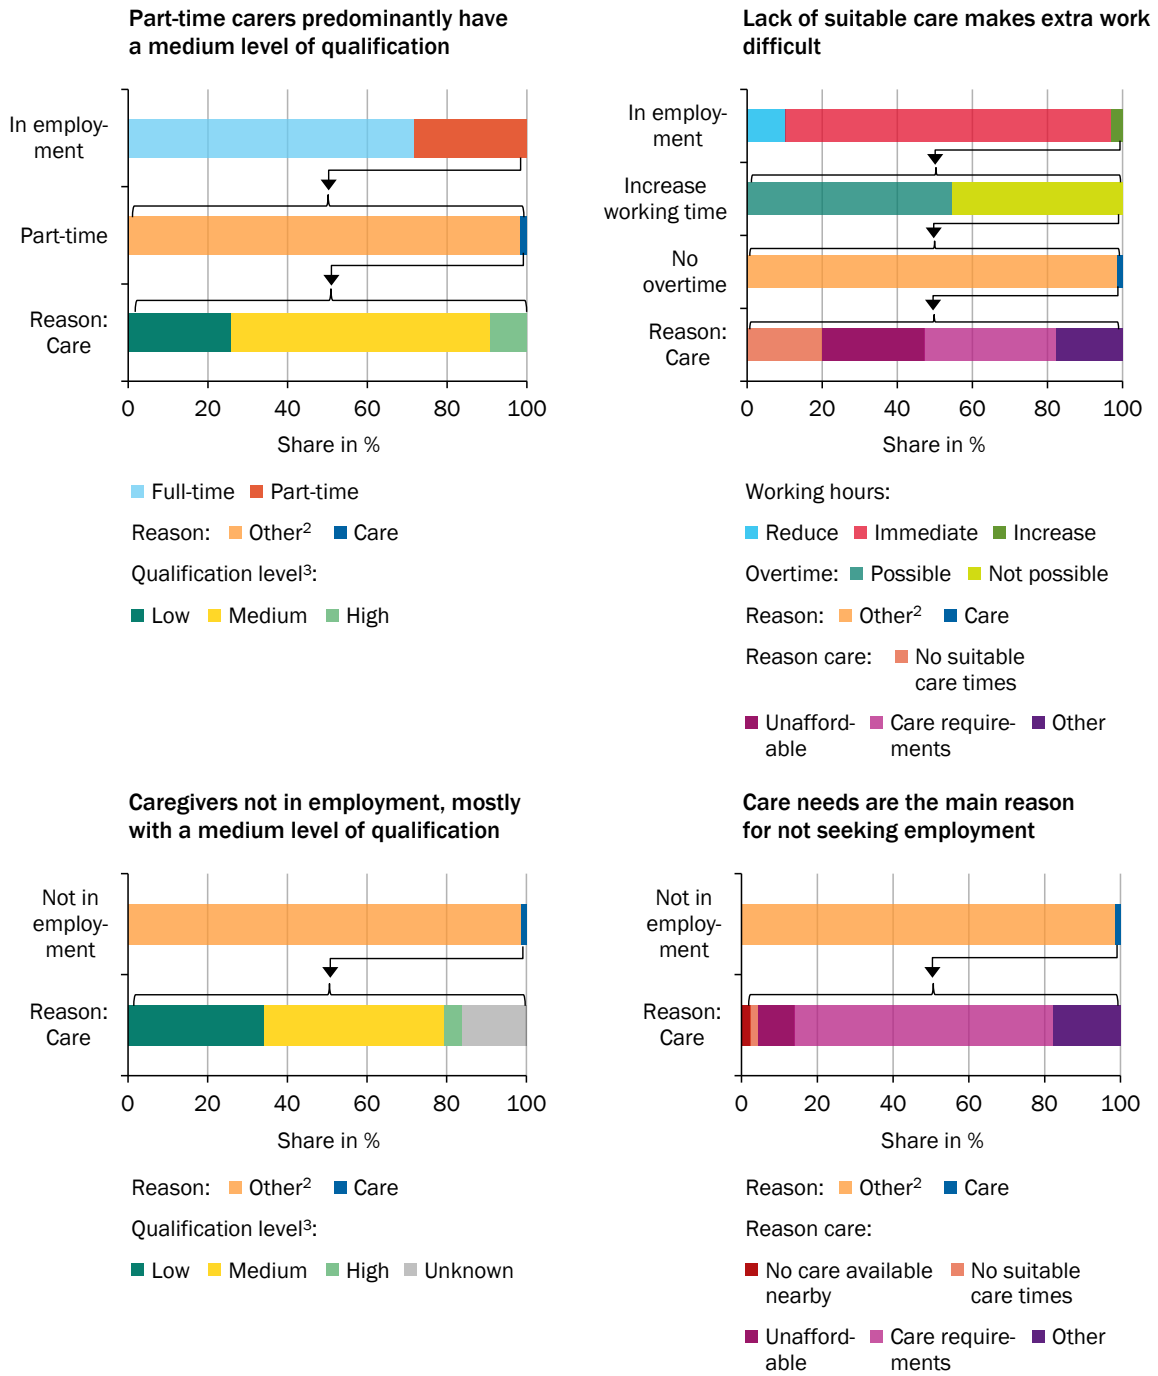 Part-time carers predominantly have
a medium level of qualification
In employ-
ment
Part-time
Reason:
Care
0 20 40 60 80 100
Share in %
Full-time Part-time
Reason: Other² Care
Qualification level³:
Low Medium High
Lack of suitable care makes extra work
difficult
In employ-
ment
Increase
working time
No
overtime
Reason:
Care
0 20 40 60 80 100
Share in %
Working hours:
Reduce Immediate Increase
Overtime: Possible Not possible
Reason: Other² Care
Reason care: No suitable
care times
Unafford- Care require- Other
able ments
Caregivers not in employment, mostly
with a medium level of qualification
Not in
employ-
ment
Reason:
Care
0 20 40 60 80 100
Share in %
Reason: Other² Care
Qualification level³:
Low Medium High Unknown
Care needs are the main reason
for not seeking employment
Not in
employ-
ment
Reason:
Care
0 20 40 60 80 100
Share in %
Reason: Other² Care
Reason care:
No care available No suitable
nearby care times
Unafford- Care require- Other
able ments